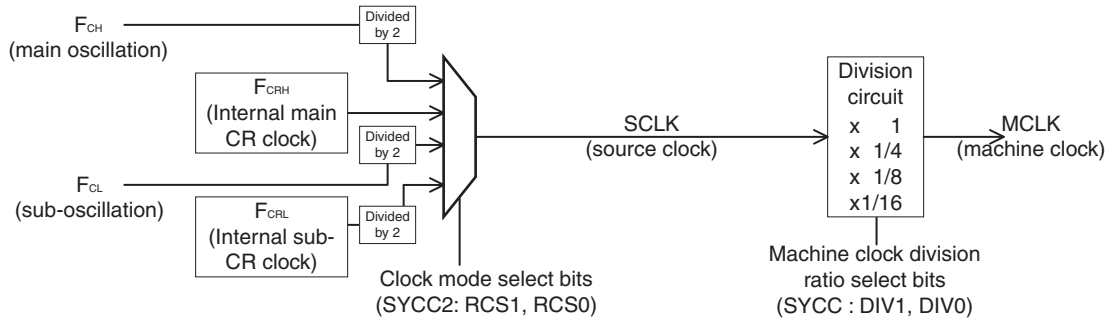 FCH
(main oscillation)
Divided
by 2
FCRH
(Internal main
CR clock)
Divided
by 2
FCL
(sub-oscillation)
FCRL
(Internal sub-
CR clock)
Divided
by 2
Clock mode select bits
(SYCC2: RCS1, RCS0)
SCLK
(source clock)
Division
circuit
x 1
x 1/4
x 1/8
x1/16
MCLK
(machine clock)
Machine clock division
ratio select bits
(SYCC : DIV1, DIV0)